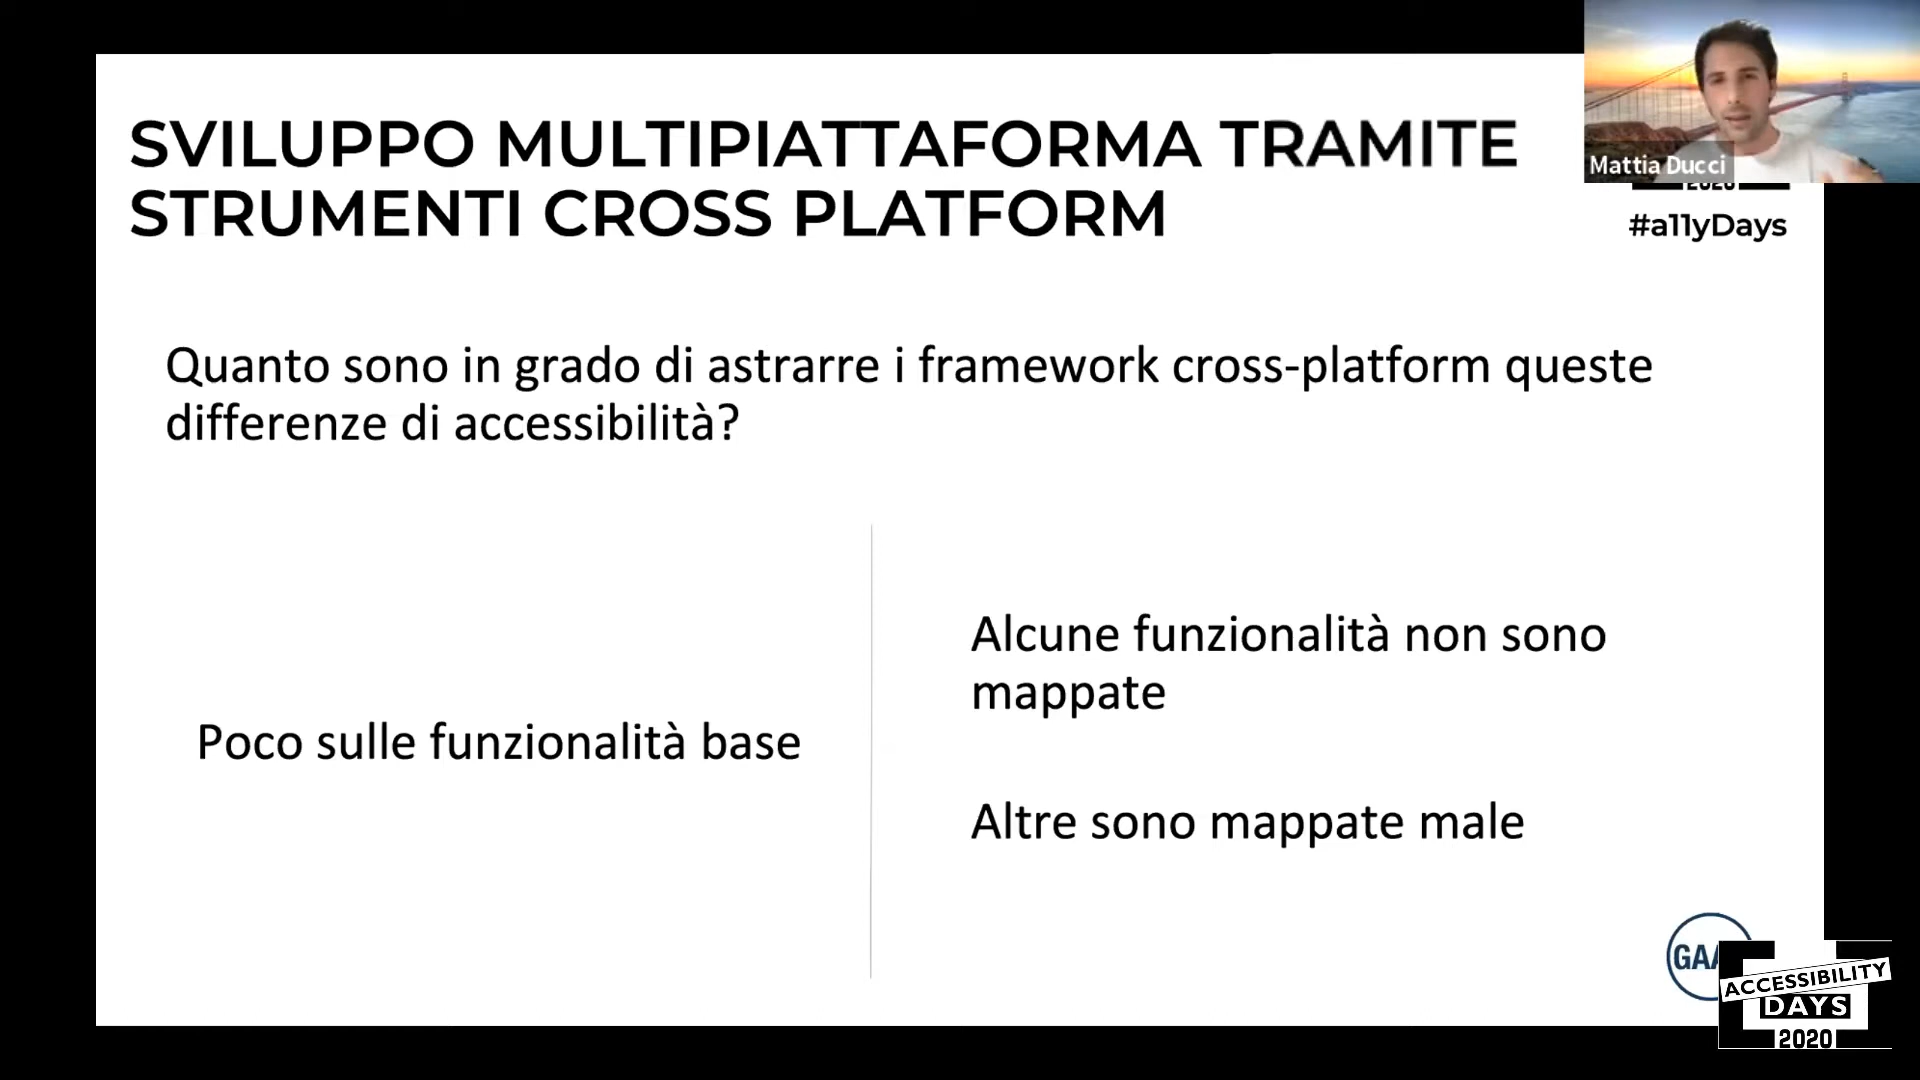 SVILUPPO MULTIPIATTAFORMA TRAMITE
STRUMENTI CROSS PLATFORM
Mattia Ducci
2020
#a11yDays
Quanto sono in grado di astrarre i framework cross-platform queste
differenze di accessibilità?
Poco sulle funzionalità base
Alcune funzionalità non sono
mappate
Altre sono mappate male
ACCESSIBILITY
DAYS
2020